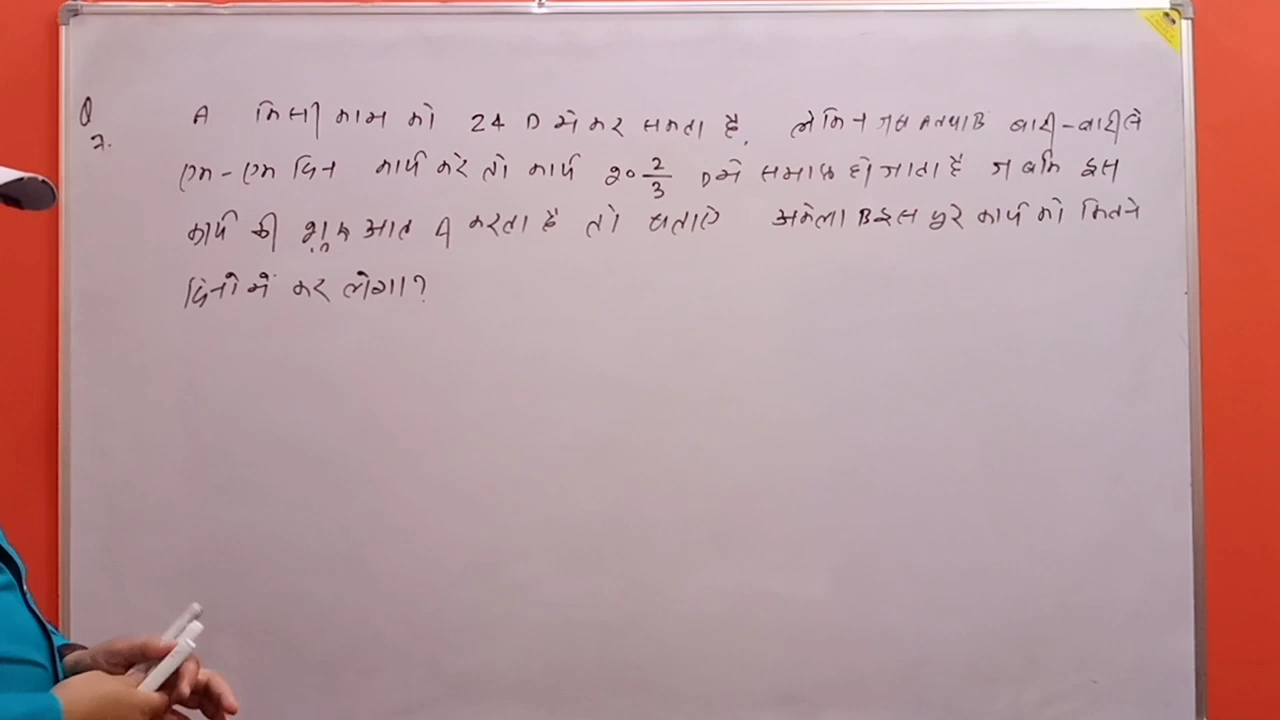 Q A किसी काम को 24 D मे कर सकता है, लेकिन जब A तथा B बारी-बारी से
7. एक-एक दिन कार्य करे तो कार्य 20 2/3 D मे समाप्त हो जाता है जबकि इस
कार्य की शुरूआत A करता है तो बताए अकेला B इस पुरे कार्य को कितने
दिनो में कर लेगा?